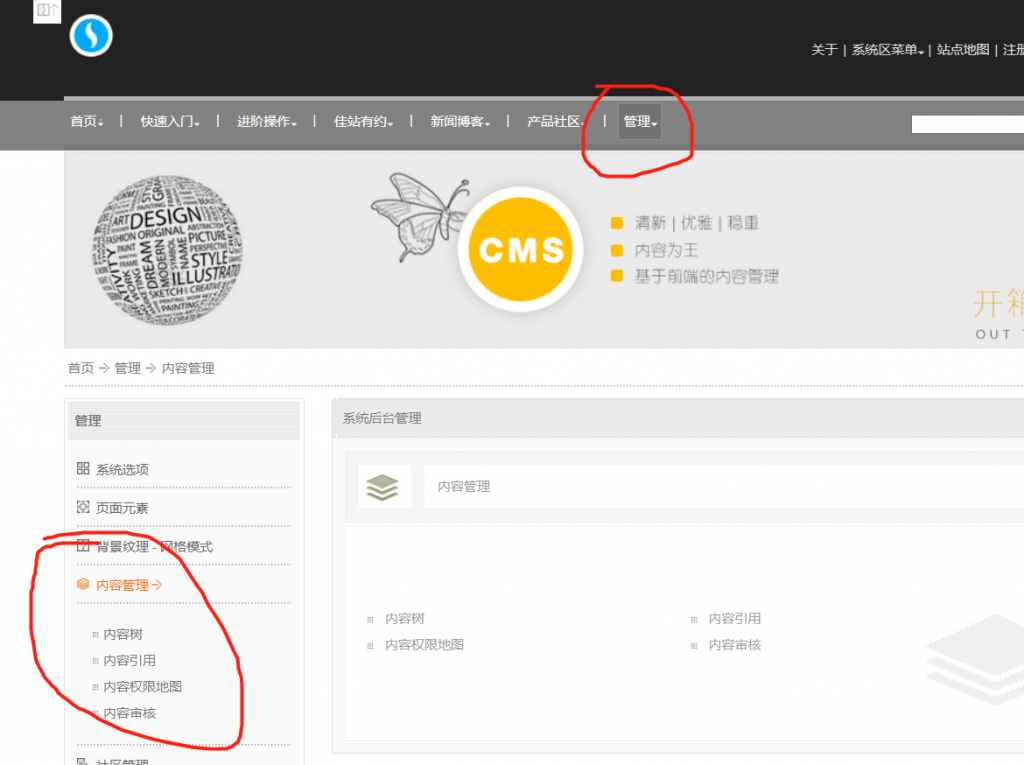 关于 | 系统区菜单 | 站点地图 | 注册
首页 | 快速入门 | 进阶操作 | 佳站有约 | 新闻博客 | 产品社区 | 管理
ART
DESIGN
FASHION ORIGINAL ABSTRACTION
PAINT
PICTURE
PERSPECTIVE
STYLE
DREAM
MODERN
SYMBOL
NAME
ILLUSTRATO
SKETCH
CREATIVE
PAINTING
CMS
清新 | 优雅 | 稳重
内容为王
基于前端的内容管理
开箱
OUT
首页 → 管理 → 内容管理
管理
系统选项
页面元素
背景纹理 - 网格模式
内容管理→
内容树
内容引用
内容权限地图
内容审核
社区管理
系统后台管理
内容管理
内容树
内容引用
内容权限地图
内容审核